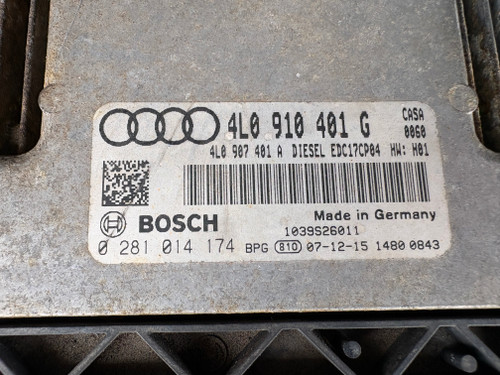 4L0 910 401 G CASA
0060
4L0 907 401 A DIESEL EDC17CP04 HW: H01
BOSCH Made in Germany
1039S26011
0 281 014 174 BPG 810 07-12-15 1480 0843